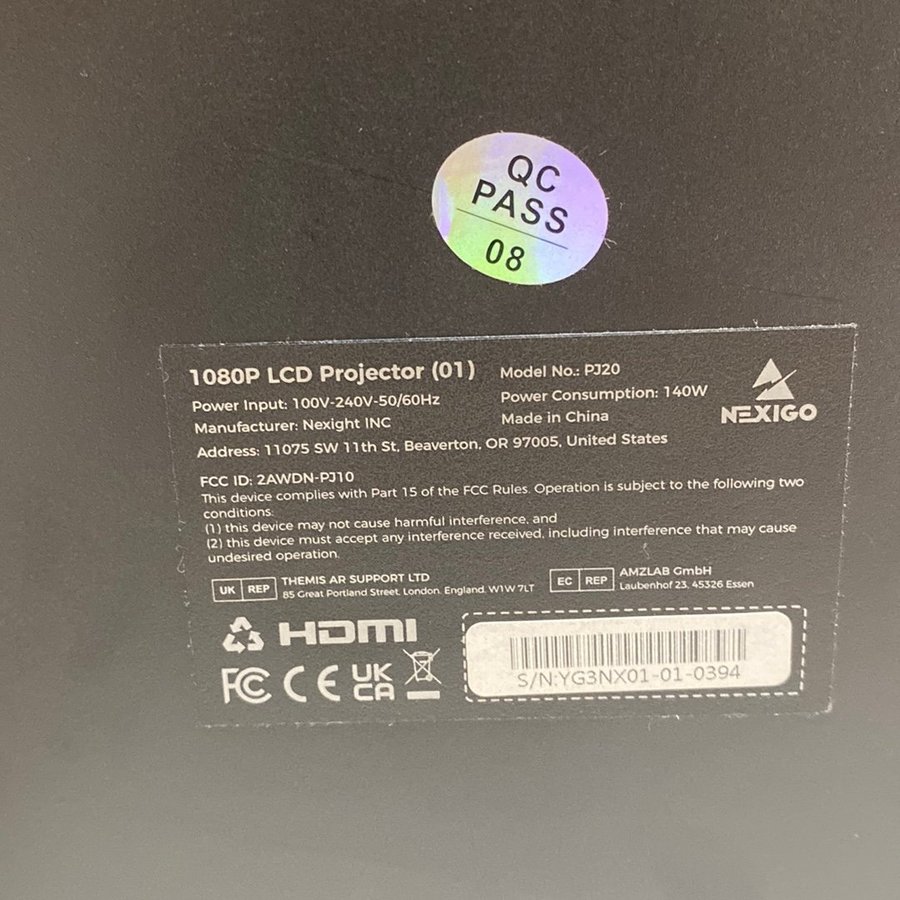 QC
PASS
08
1080P LCD Projector (01)
Model No.: PJ20
Power Input: 100V-240V-50/60Hz
Power Consumption: 140W
Manufacturer: Nexight INC
Made in China
NEXIGO
Address: 11075 SW 11th St, Beaverton, OR 97005, United States
FCC ID: 2AWDN-PJ10
This device complies with Part 15 of the FCC Rules. Operation is subject to the following two
conditions:
(1) this device may not cause harmful interference, and
(2) this device must accept any interference received, including interference that may cause
undesired operation.
UK REP
THEMIS AR SUPPORT LTD
85 Great Portland Street, London, England, W1W 7LT
EC REP
AMZLAB GmbH
Laubenhof 23, 45326 Essen
HDMI
FC CE UK
CA
S/N:YG3NX01-01-0394